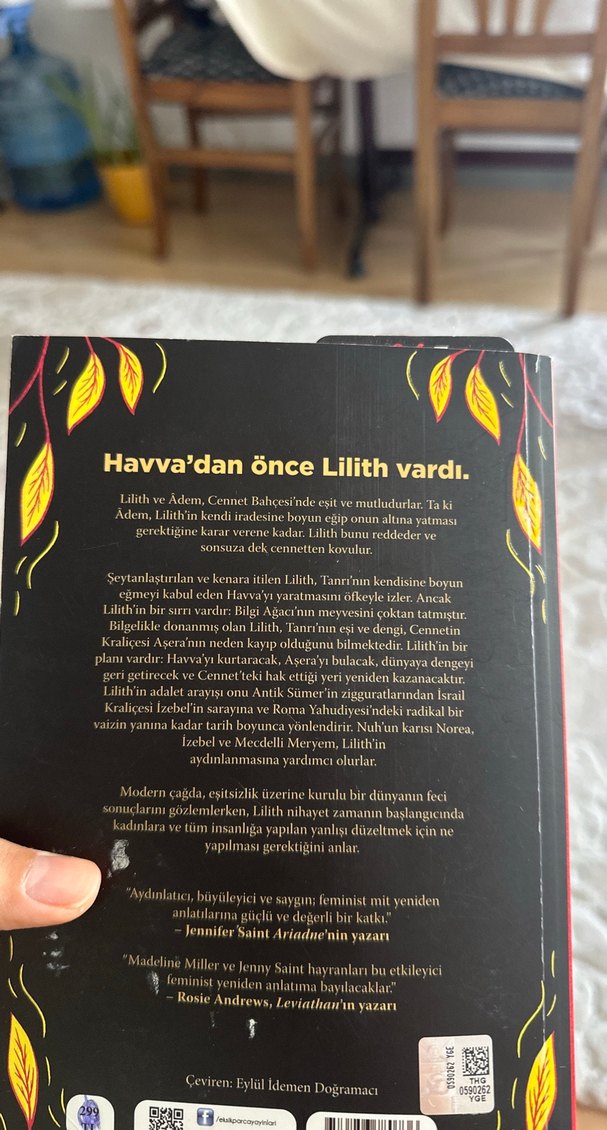 Havva'dan önce Lilith vardı.
Lilith ve Âdem, Cennet Bahçesi'nde eşit ve mutludurlar. Ta ki
Âdem, Lilith'in kendi iradesine boyun eğip onun altına yatması
gerektiğine karar verene kadar. Lilith bunu reddeder ve
sonsuza dek cennetten kovulur.
Şeytanlaştırılan ve kenara itilen Lilith, Tanrı'nın kendisine boyun
eğmeyi kabul eden Havva'yı yaratmasını öfkeyle izler. Ancak
Lilith'in bir sırrı vardır: Bilgi Ağacı'nın meyvesini çoktan tatmıştır.
Bilgelikle donanmış olan Lilith, Tanrı'nın eşi ve dengi, Cennetin
Kraliçesi Aşera'nın neden kayıp olduğunu bilmektedir. Lilith'in bir
planı vardır: Havva'yı kurtaracak, Aşera'yı bulacak, dünyaya dengeyi
geri getirecek ve Cennet'teki hak ettiği yeri yeniden kazanacaktır.
Lilith'in adalet arayışı onu Antik Sümer'in zigguratlarından İsrail
Kraliçesi İzebel'in sarayına ve Roma Yahudiyesi'ndeki radikal bir
vaizin yanına kadar tarih boyunca yönlendirir. Nuh'un karısı Norea,
İzebel ve Mecdelli Meryem, Lilith'in
aydınlanmasına yardımcı olurlar.
Modern çağda, eşitsizlik üzerine kurulu bir dünyanın feci
sonuçlarını gözlemlerken, Lilith nihayet zamanın başlangıcında
kadınlara ve tüm insanlığa yapılan yanlışı düzeltmek için ne
yapılması gerektiğini anlar.
"Aydınlatıcı, büyüleyici ve saygın; feminist mit yeniden
anlatılarına güçlü ve değerli bir katkı."
– Jennifer Saint Ariadne'nin yazarı
"Madeline Miller ve Jenny Saint hayranları bu etkileyici
feminist yeniden anlatıma bayılacaklar."
– Rosie Andrews, Leviathan'ın yazarı
Çeviren: Eylül İdemen Doğramacı
0590262 YGE
THG
0590262
YGE
299
/eksikparcayayinlari